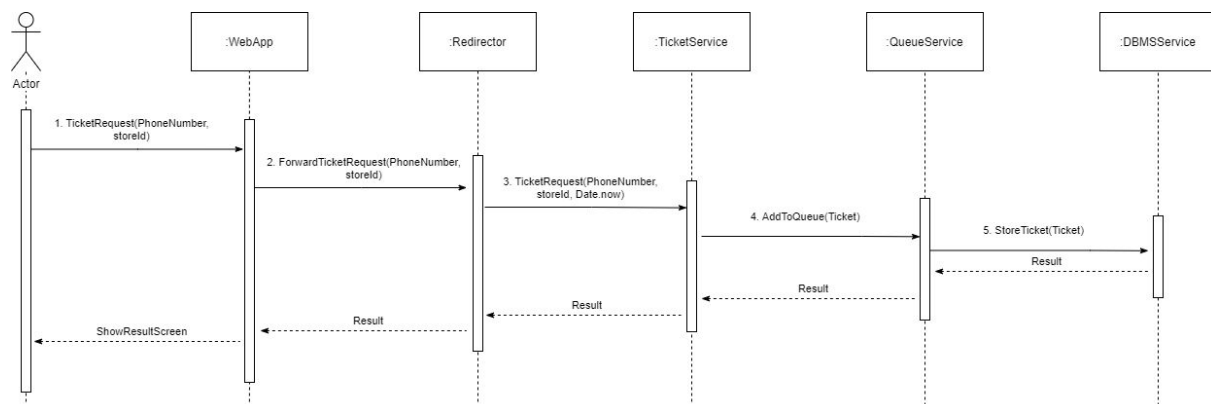 :WebApp
:Redirector
:TicketService
:QueueService
:DBMSService
Actor
1. TicketRequest(PhoneNumber,
storeId)
2. ForwardTicketRequest(PhoneNumber,
storeId)
3. TicketRequest(PhoneNumber,
storeId, Date.now)
4. AddToQueue(Ticket)
5. StoreTicket(Ticket)
Result
Result
Result
Result
ShowResultScreen